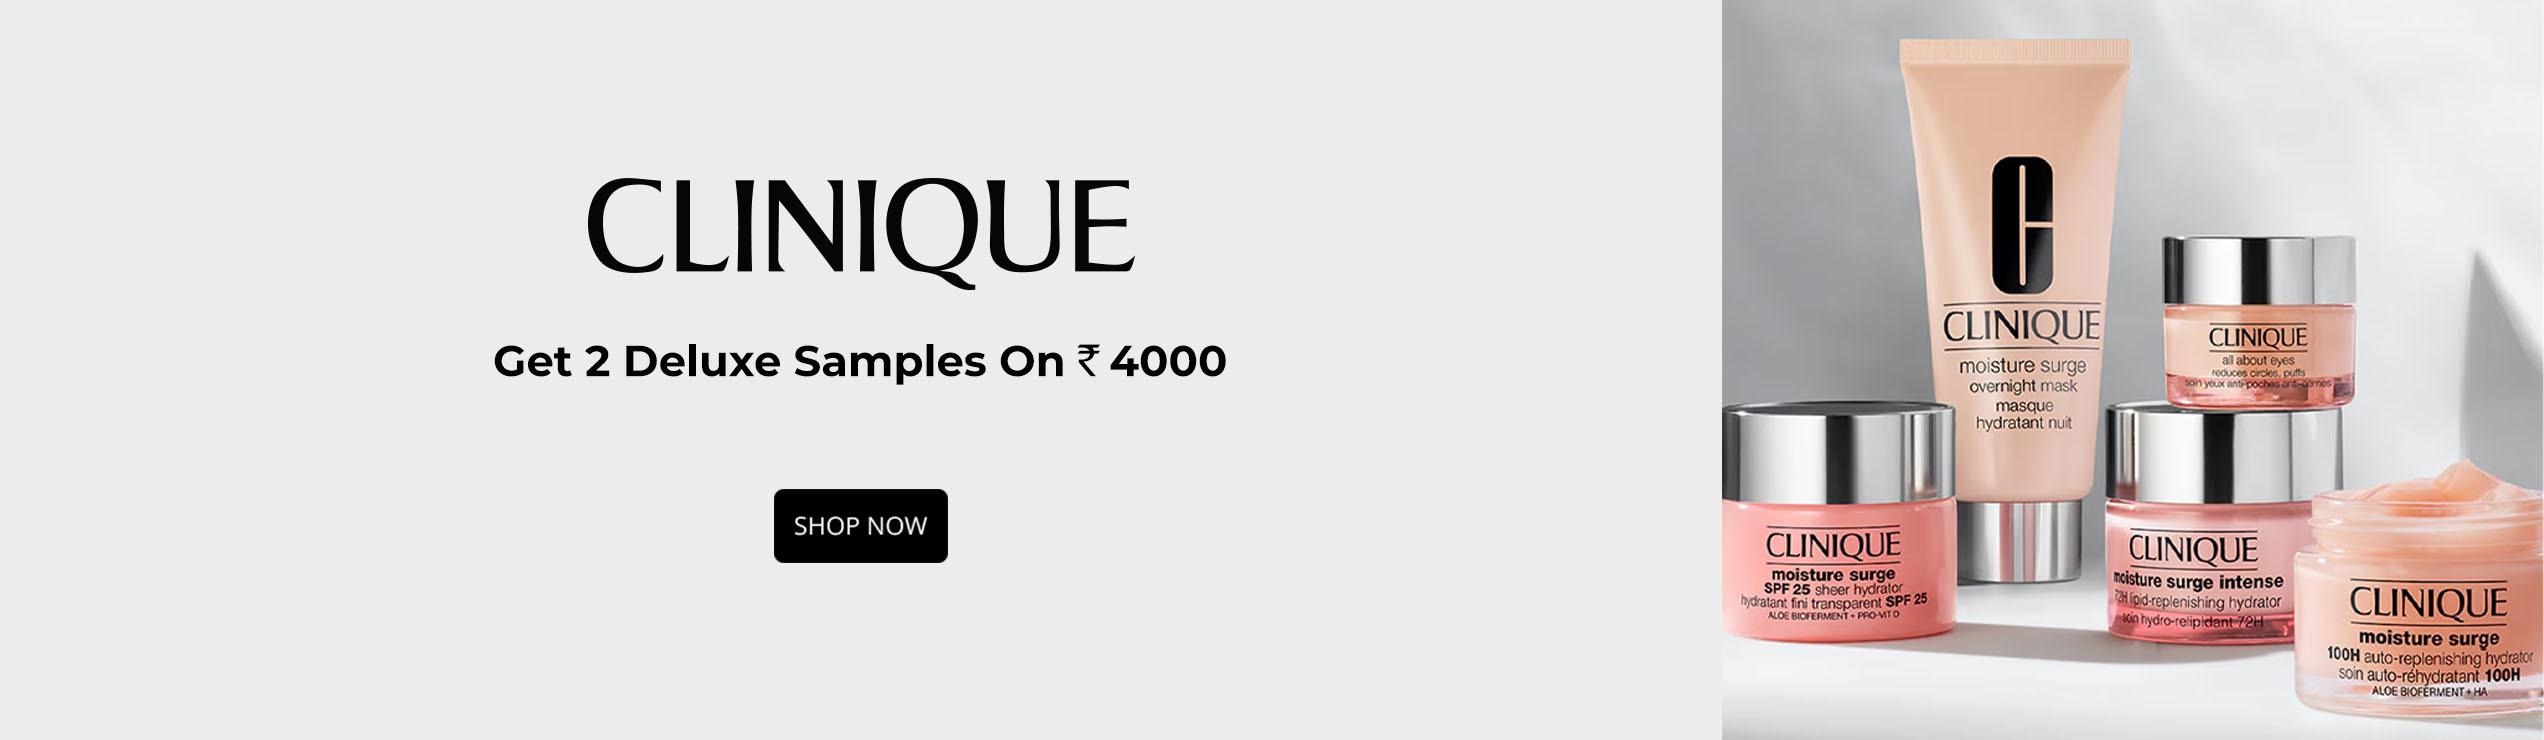 CLINIQUE
Get 2 Deluxe Samples On ₹ 4000
SHOP NOW
CLINIQUE
moisture surge
overnight mask
masque
hydratant nuit
CLINIQUE
all about eyes
reduces circles, puffs
soin yeux anti-poches anti-cernes
CLINIQUE
moisture surge
SPF 25 sheer hydrator
hydratant fini transparent SPF 25
ALOE BIOFERMENT + PRO-VIT D
CLINIQUE
moisture surge intense
72H lipid-replenishing hydrator
soin hydro-relipidant 72H
CLINIQUE
moisture surge
100H auto-replenishing hydrator
soin auto-réhydratant 100H
ALOE BIOFERMENT + HA